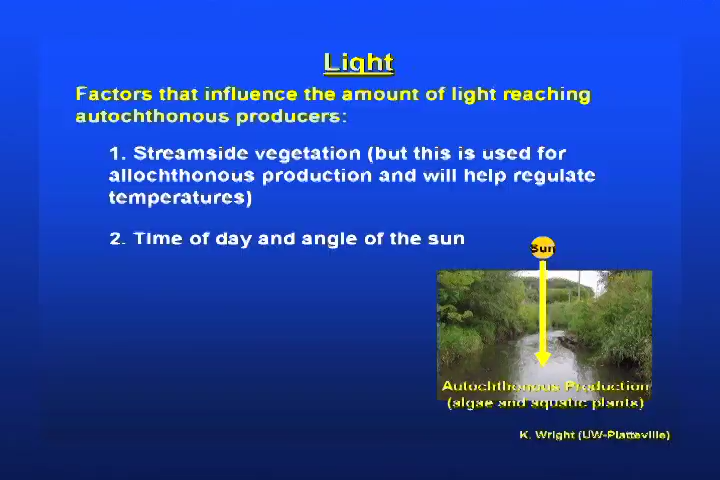 Light
Factors that influence the amount of light reaching
autochthonous producers:
1. Streamside vegetation (but this is used for
allochthonous production and will help regulate
temperatures)
2. Time of day and angle of the sun
Sun
Autochthonous Production
(algae and aquatic plants)
K. Wright (UW-Platteville)